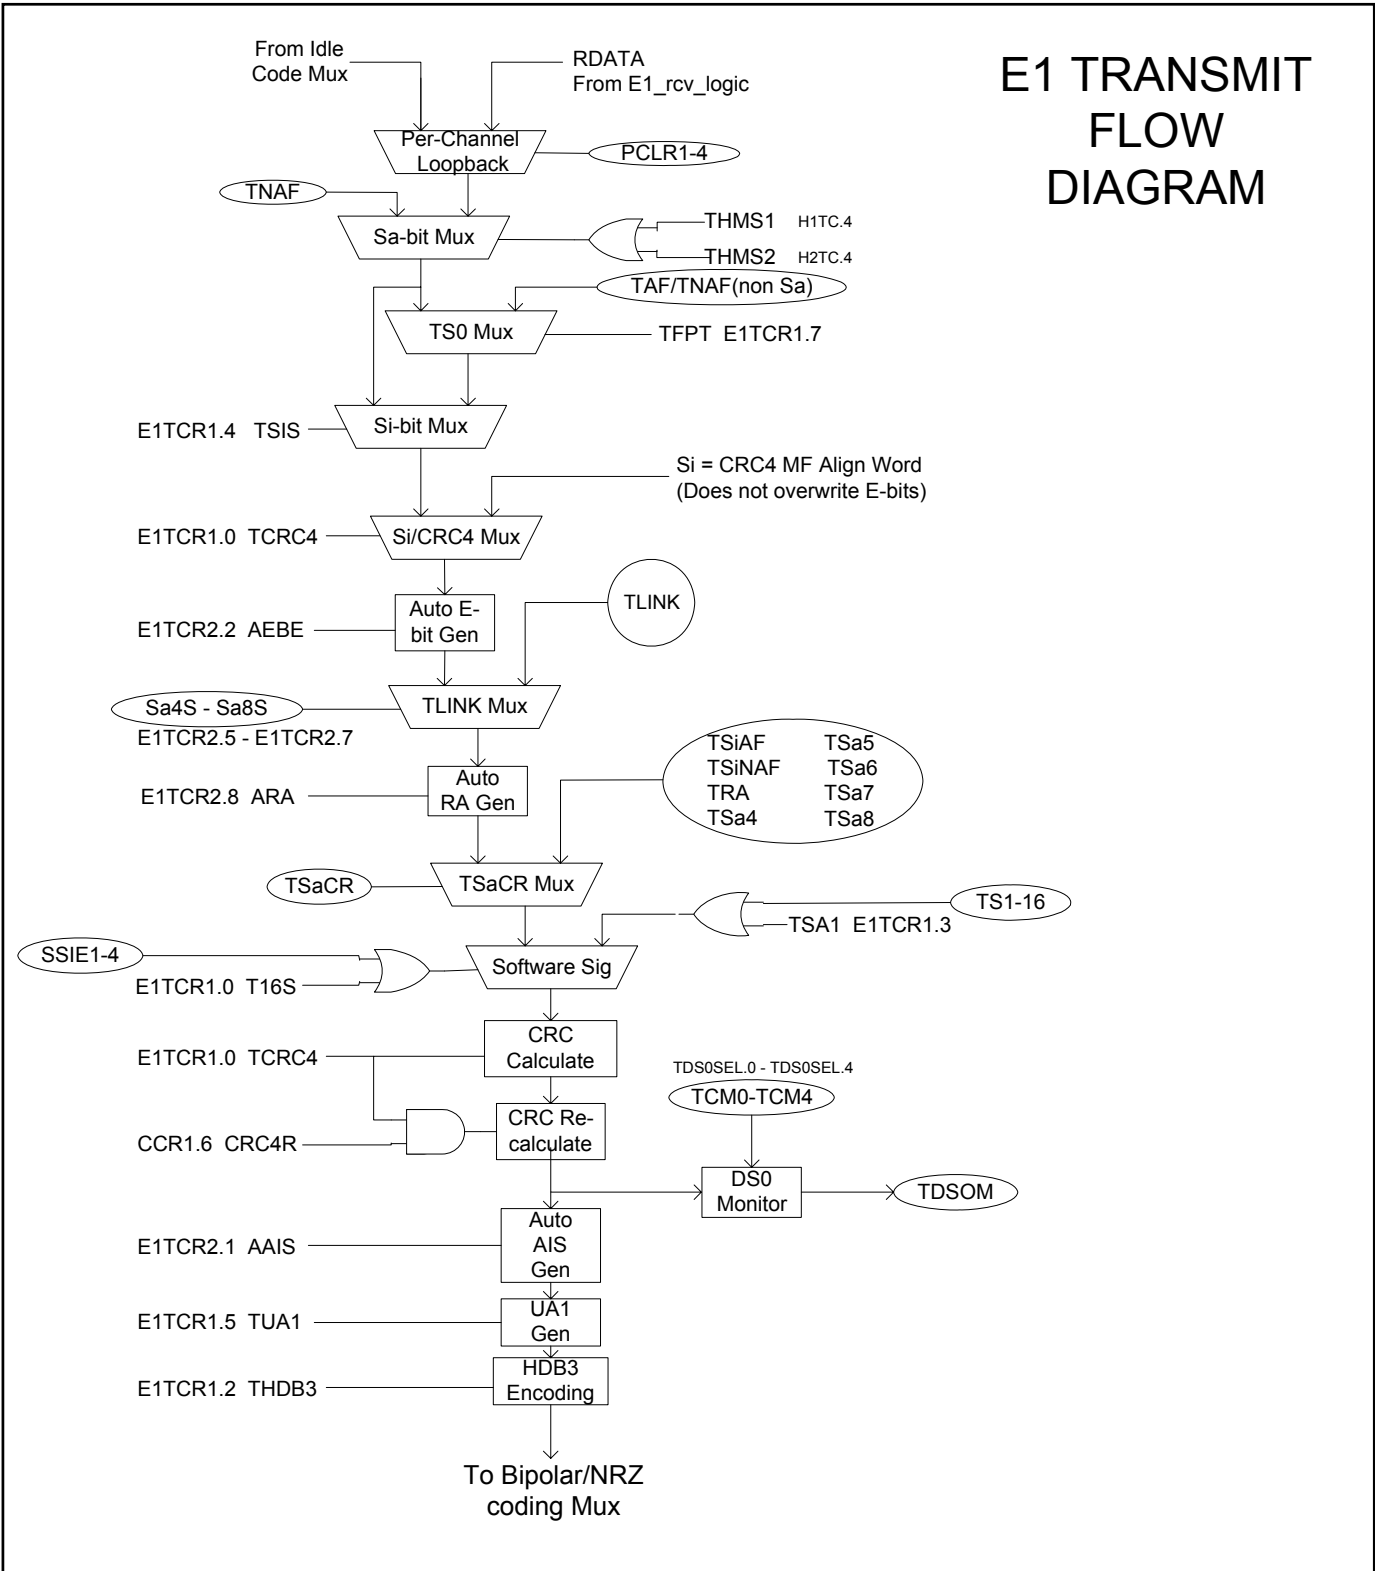 From Idle
Code Mux
RDATA
From E1_rcv_logic
E1 TRANSMIT
FLOW
DIAGRAM
Per-Channel
Loopback
PCLR1-4
TNAF
Sa-bit Mux
THMS1 H1TC.4
THMS2 H2TC.4
TAF/TNAF(non Sa)
TS0 Mux
TFPT E1TCR1.7
E1TCR1.4 TSIS
Si-bit Mux
Si = CRC4 MF Align Word
(Does not overwrite E-bits)
E1TCR1.0 TCRC4
Si/CRC4 Mux
Auto E-
bit Gen
E1TCR2.2 AEBE
TLINK
Sa4S - Sa8S
E1TCR2.5 - E1TCR2.7
TLINK Mux
TSiAF TSa5
TSiNAF TSa6
TRA TSa7
TSa4 TSa8
Auto
RA Gen
E1TCR2.8 ARA
TSaCR
TSaCR Mux
TS1-16
TSA1 E1TCR1.3
SSIE1-4
E1TCR1.0 T16S
Software Sig
CRC
Calculate
E1TCR1.0 TCRC4
TDS0SEL.0 - TDS0SEL.4
TCM0-TCM4
CRC Re-
calculate
CCR1.6 CRC4R
DS0
Monitor
TDSOM
Auto
AIS
Gen
E1TCR2.1 AAIS
UA1
Gen
E1TCR1.5 TUA1
HDB3
Encoding
E1TCR1.2 THDB3
To Bipolar/NRZ
coding Mux